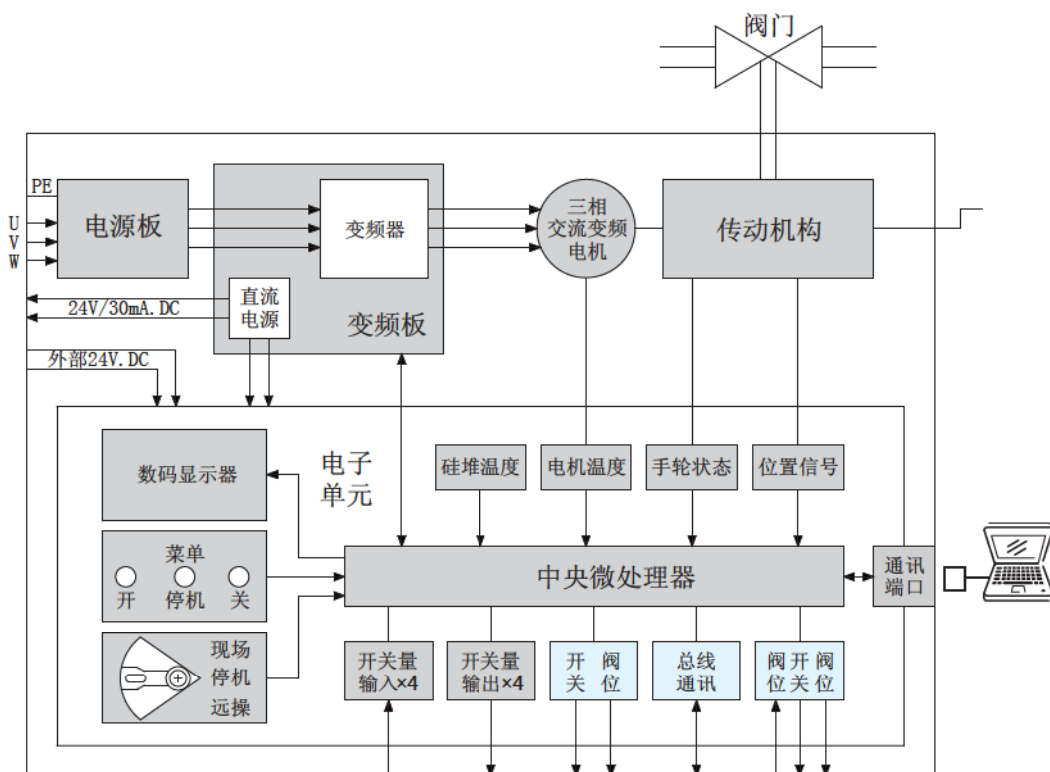 阀门
PE
U
V
W
电源板
变频器
三相
交流变频
电机
传动机构
24V/30mA.DC
直流
电源
变频板
外部24V.DC
数码显示器
电子
单元
硅堆温度
电机温度
手轮状态
位置信号
菜单
开 停机 关
中央微处理器
通讯
端口
现场
停机
远操
开关量
输入×4
开关量
输出×4
开 阀
关 位
总线
通讯
阀开阀
位关位